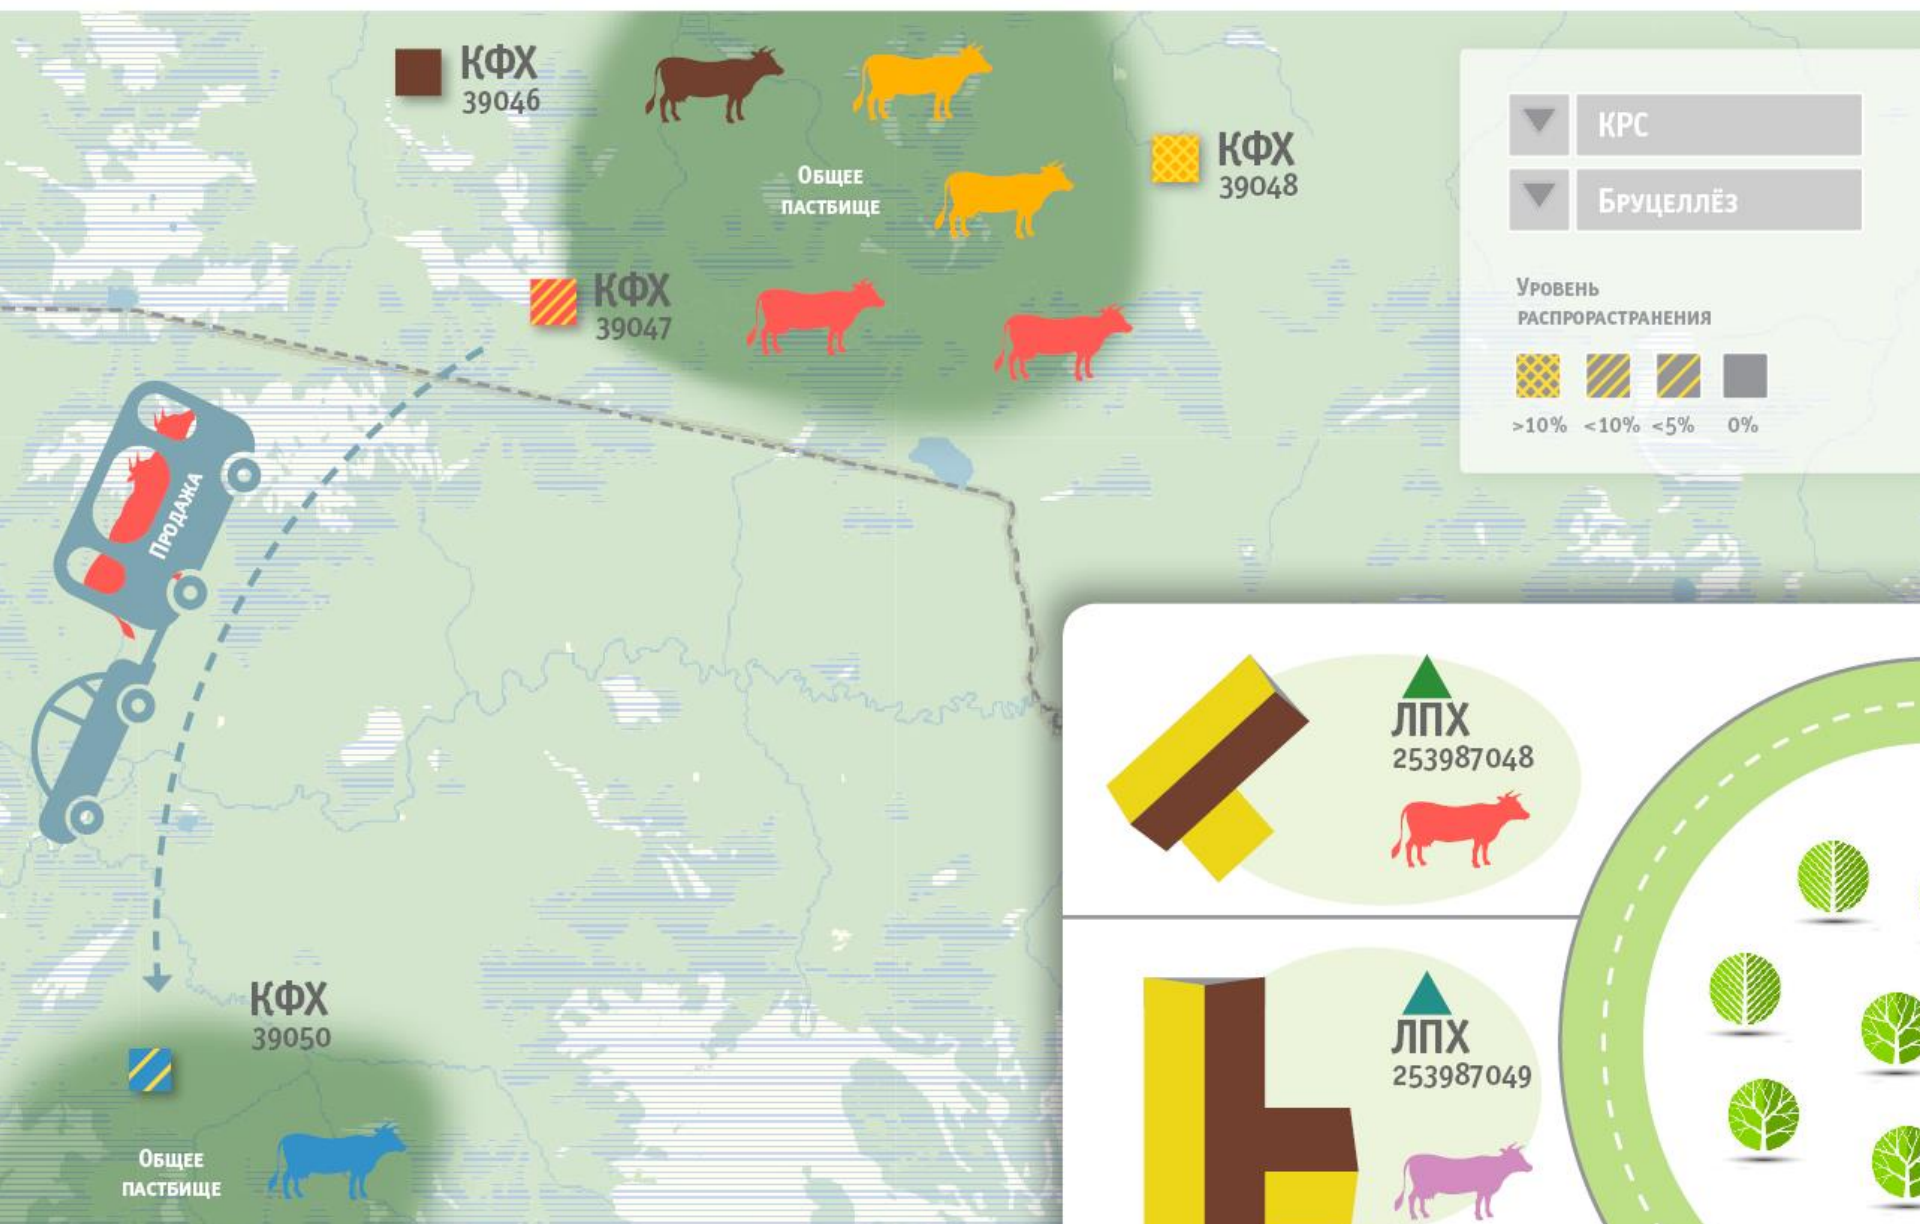 КФХ
39046
КФХ
39048
Общее
пастбище
КФХ
39047
КРС
Бруцеллёз
Уровень
распрорастранения
>10% <10% <5% 0%
Продажа
ЛПХ
253987048
КФХ
39050
ЛПХ
253987049
Общее
пастбище